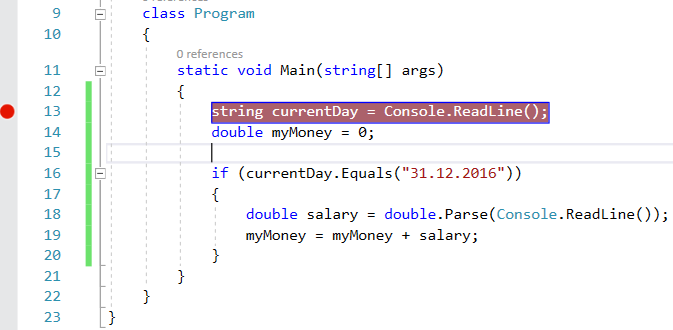 9 class Program
10 {
0 references
11 static void Main(string[] args)
12 {
13 string currentDay = Console.ReadLine();
14 double myMoney = 0;
15
16 if (currentDay.Equals("31.12.2016"))
17 {
18 double salary = double.Parse(Console.ReadLine());
19 myMoney = myMoney + salary;
20 }
21 }
22 }
23 }